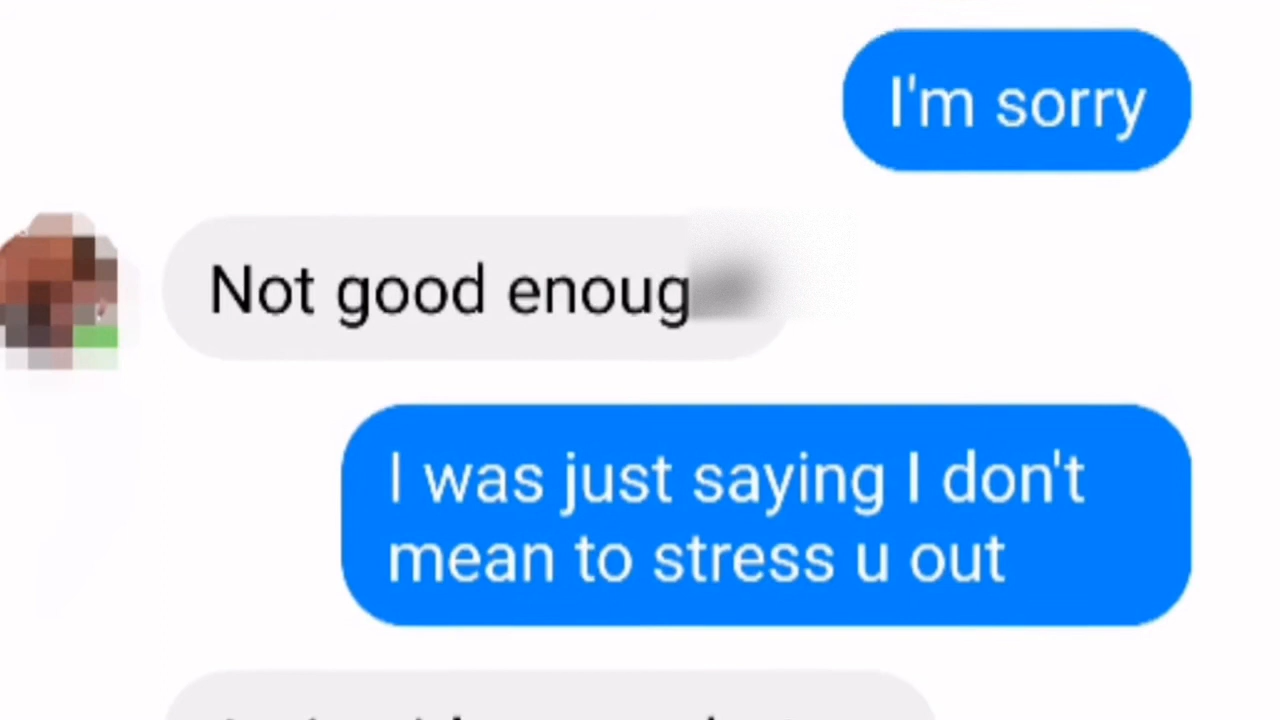 I'm sorry
Not good enoug
I was just saying I don't
mean to stress u out